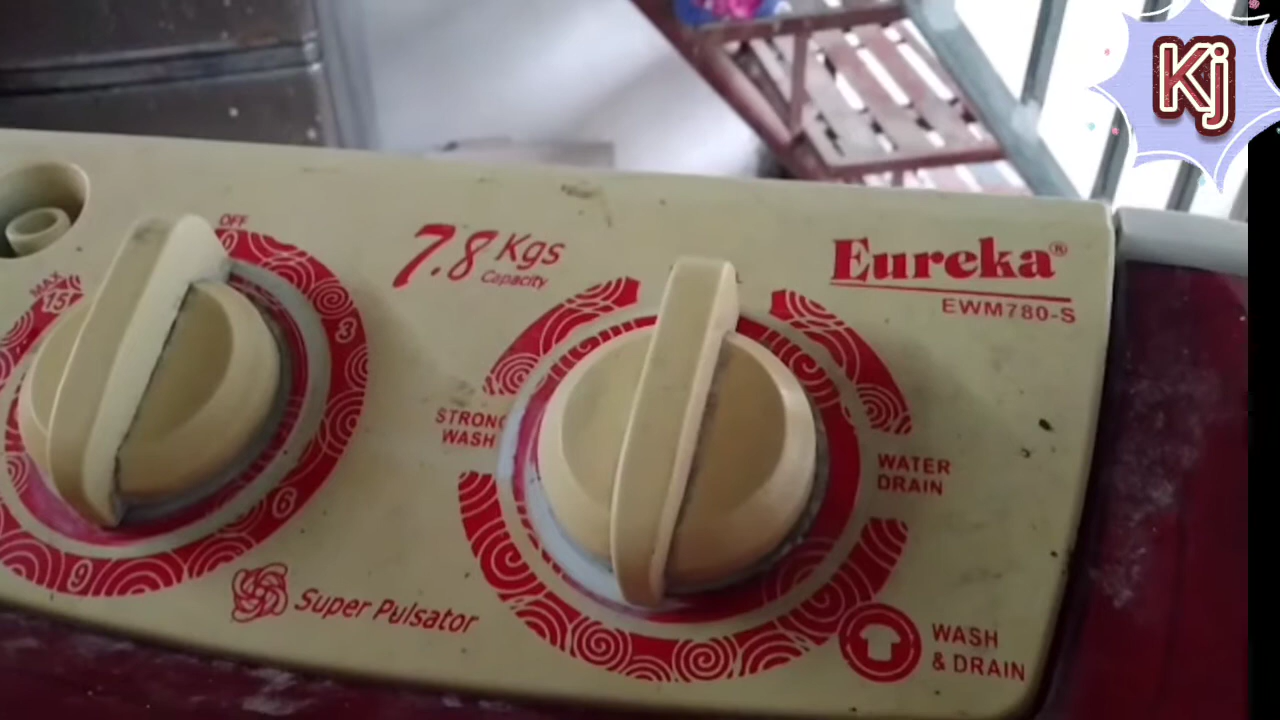 Kj
OFF
MAX
15
3
6
9
7.8 Kgs
Capacity
Eureka®
EWM780-S
STRONG
WASH
WATER
DRAIN
Super Pulsator
WASH
& DRAIN